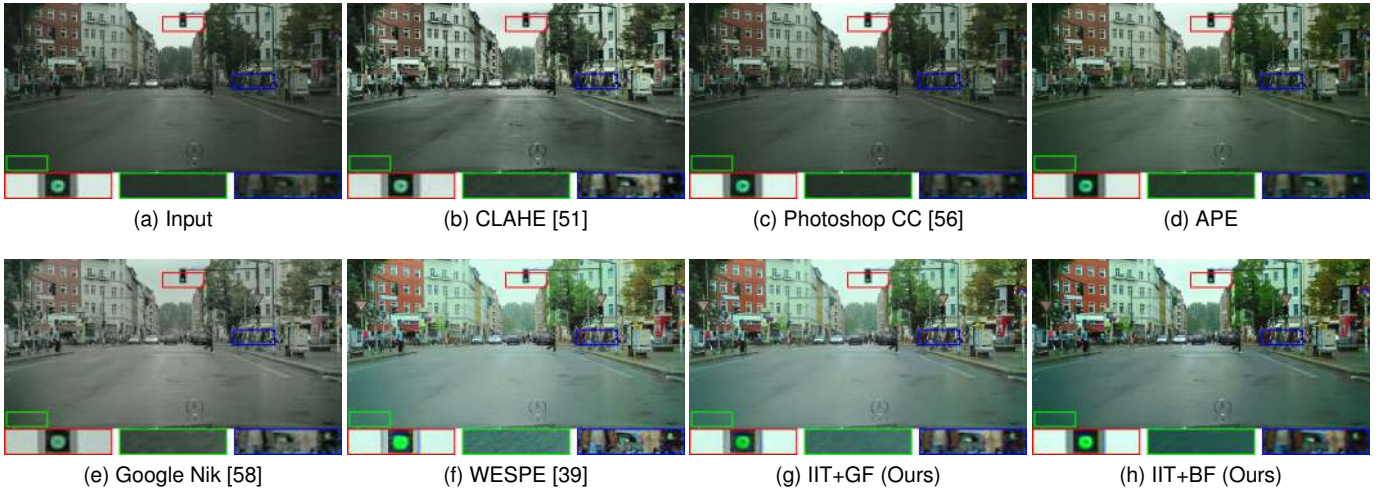 (a) Input
(b) CLAHE [51]
(c) Photoshop CC [56]
(d) APE
(e) Google Nik [58]
(f) WESPE [39]
(g) IIT+GF (Ours)
(h) IIT+BF (Ours)